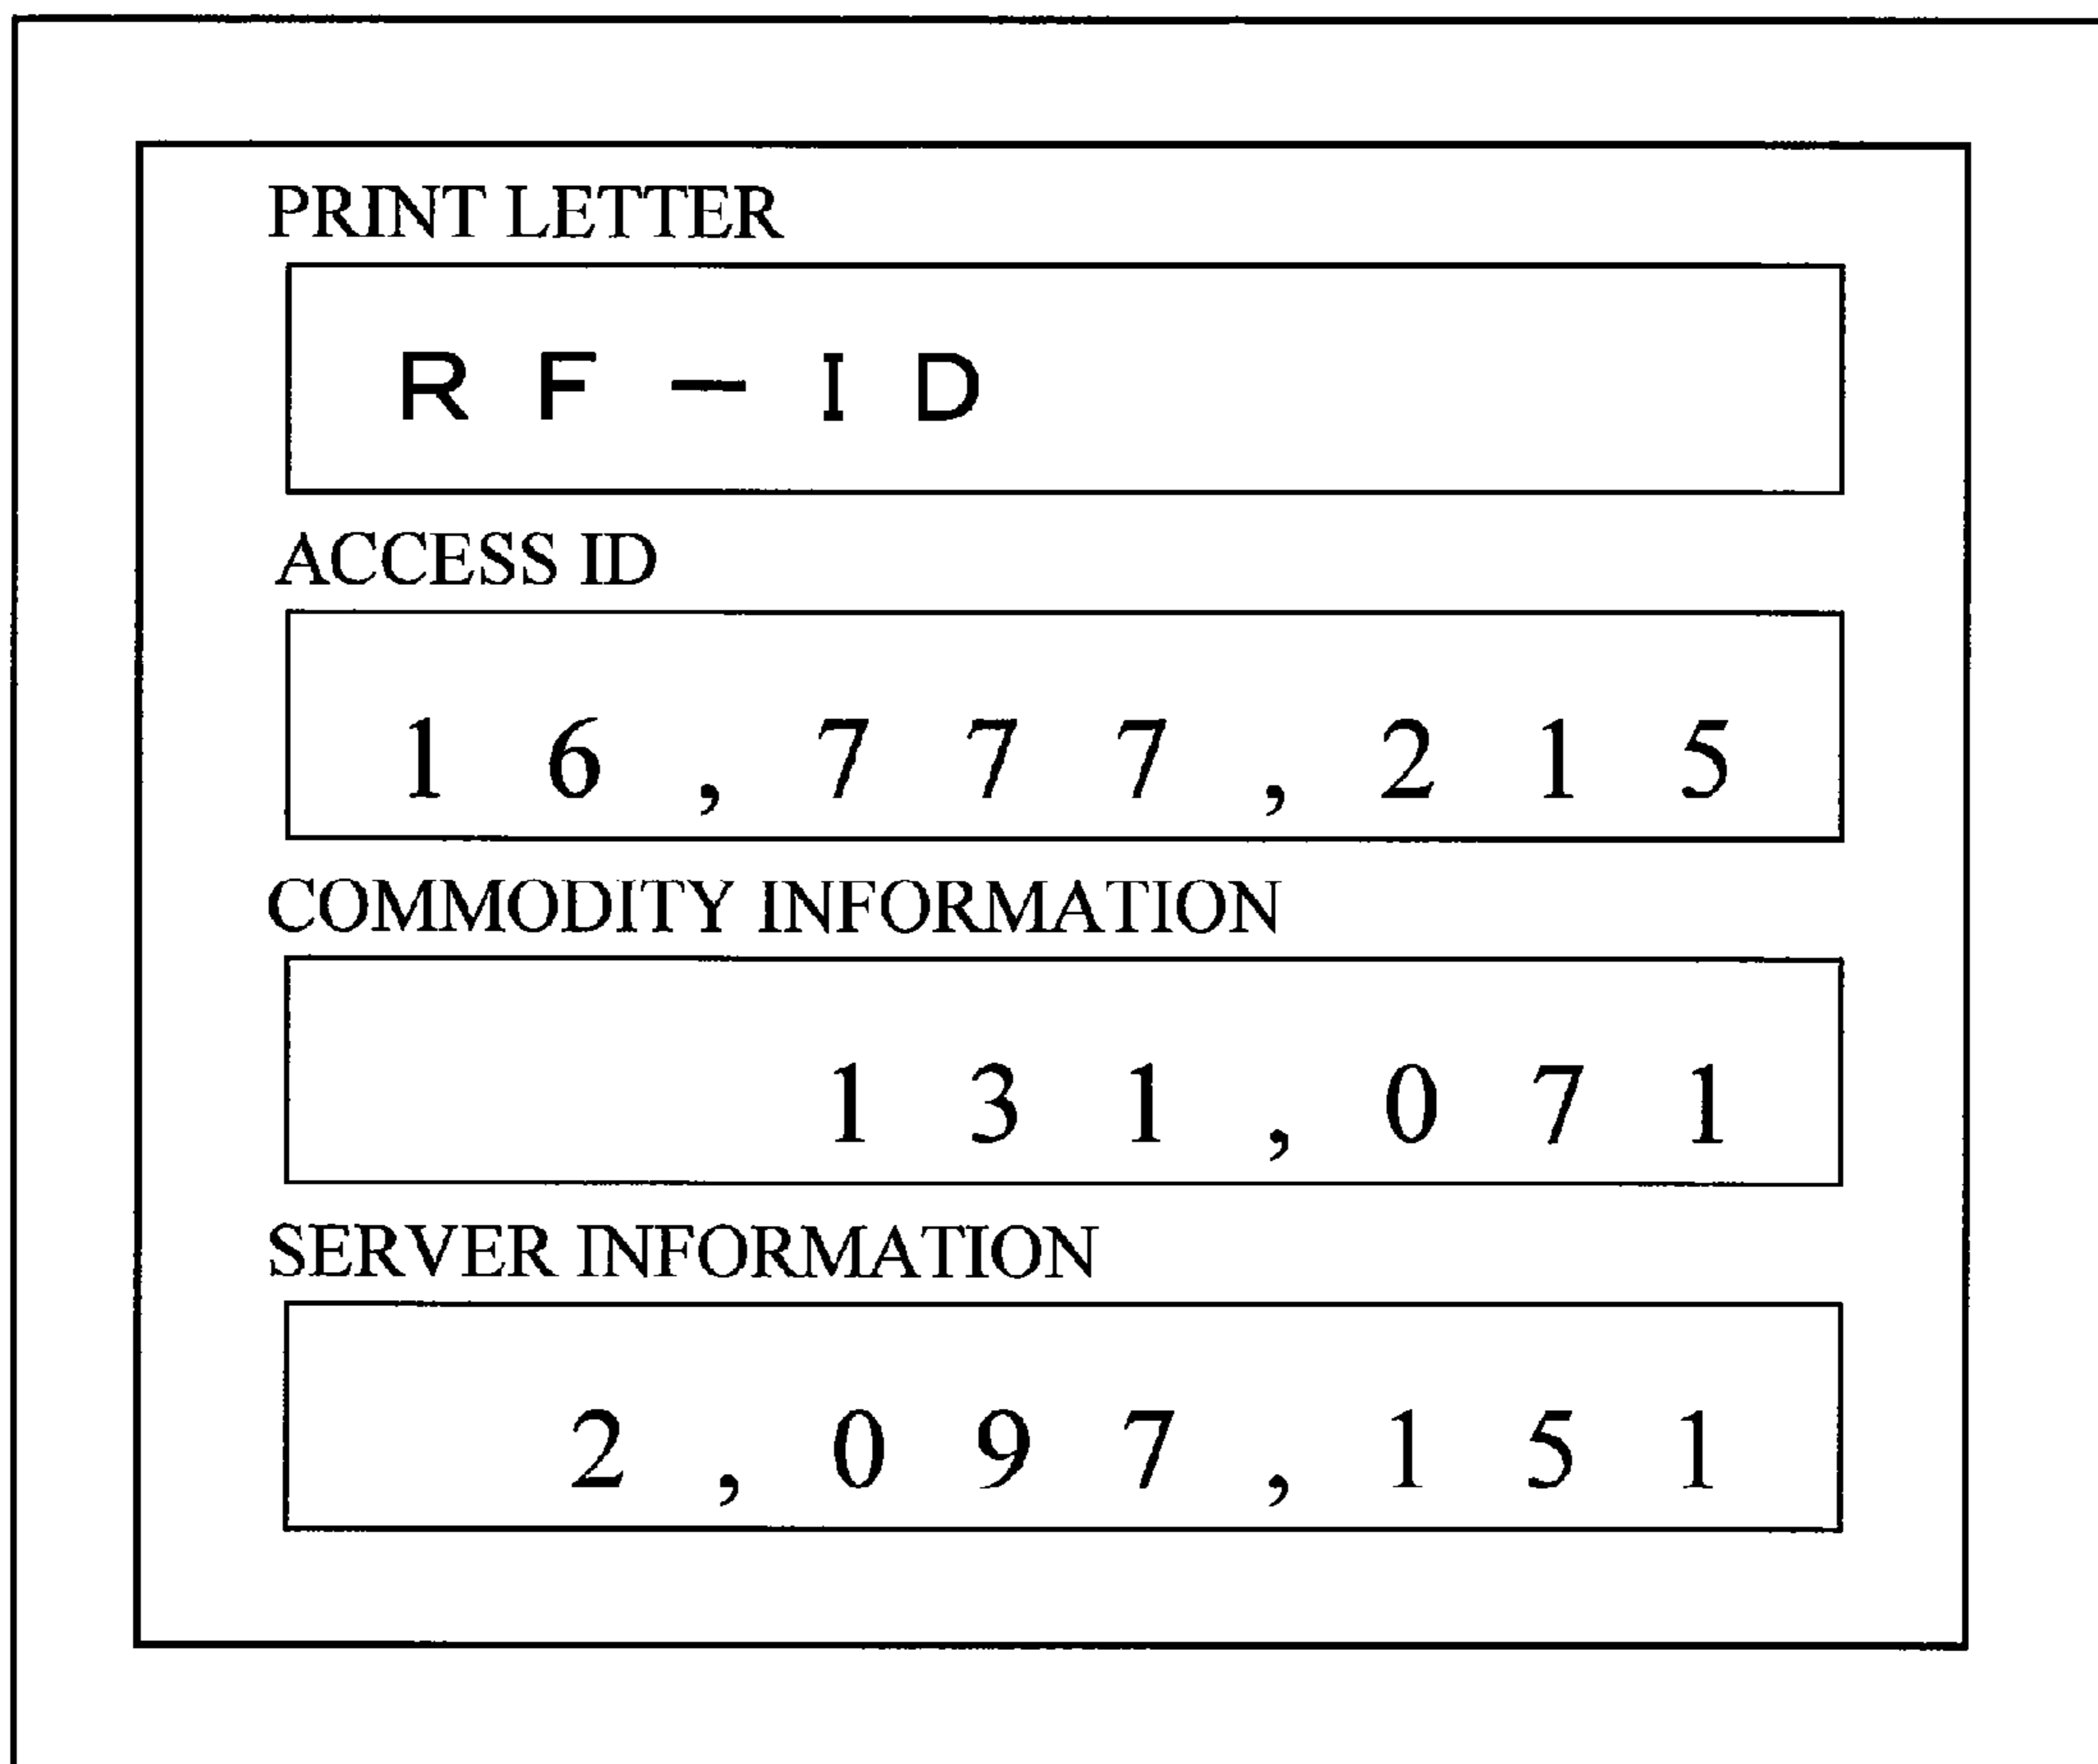 PRINT LETTER
RF-ID
ACCESS ID
16,777,215
COMMODITY INFORMATION
131,071
SERVER INFORMATION
2,097,151